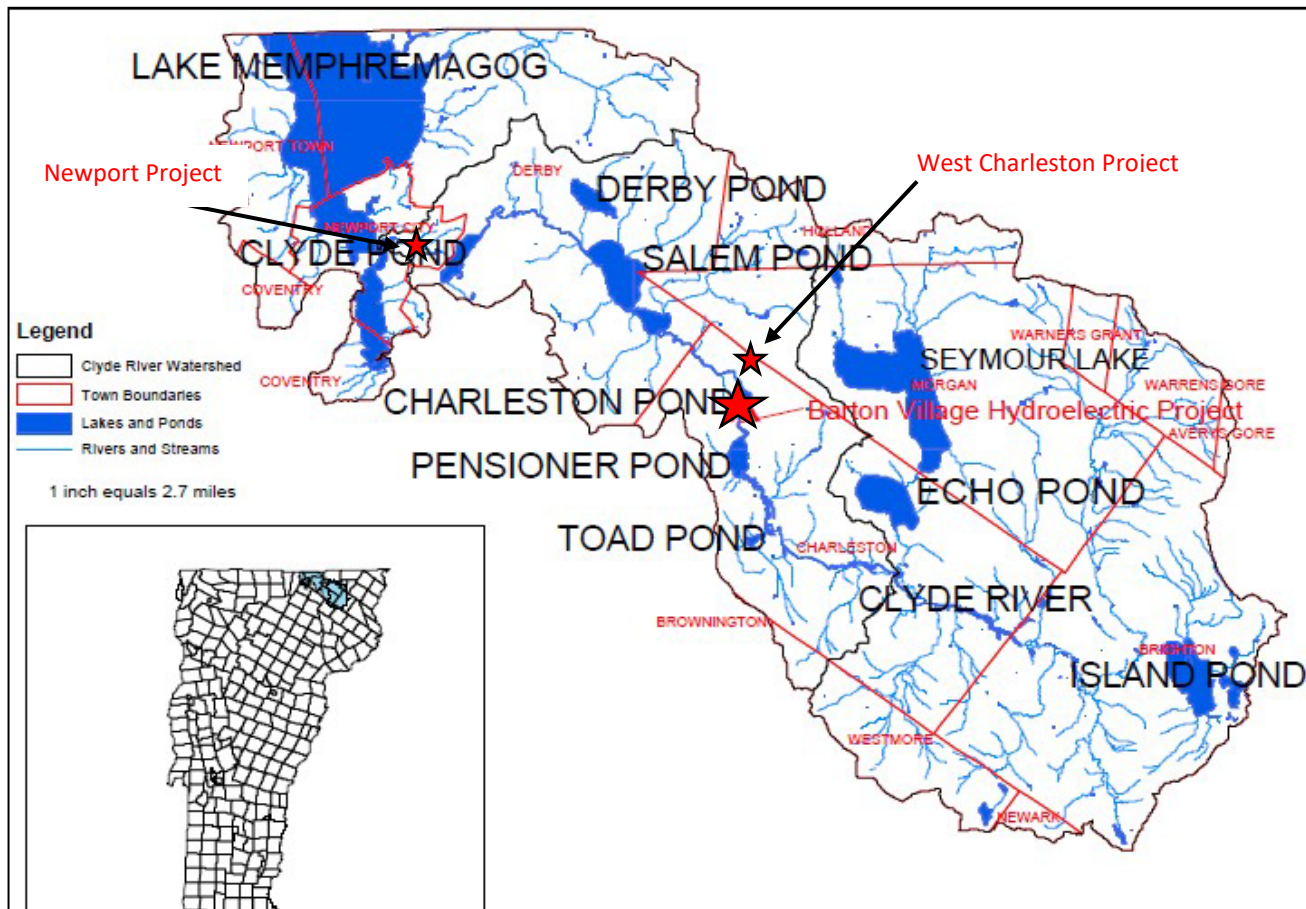 LAKE MEMPHREMAGOG
NEWPORT TOWN
Newport Project
West Charleston Project
DERBY
DERBY POND
NEWPORT CITY
CLYDE POND
HOLLAND
SALEM POND
COVENTRY
Legend
Clyde River Watershed
Town Boundaries
Lakes and Ponds
Rivers and Streams
1 inch equals 2.7 miles
COVENTRY
WARNERS GRANT
SEYMOUR LAKE
MORGAN
WARRENS GORE
CHARLESTON POND
Barton Village Hydroelectric Project
AVERYS GORE
PENSIONER POND
ECHO POND
TOAD POND
CHARLESTON
CLYDE RIVER
BROWNINGTON
BRIGHTON
ISLAND POND
WESTMORE
NEWARK